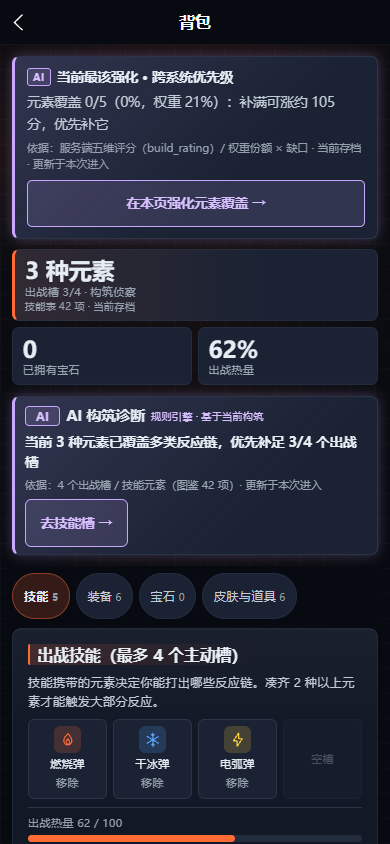 背包
AI 当前最该强化 · 跨系统优先级
元素覆盖 0/5（0%，权重 21%）：补满可涨约 105
分，优先补它
依据：服务端五维评分（build_rating）/ 权重份额 × 缺口 · 当前存档
· 更新于本次进入
在本页强化元素覆盖 →
3 种元素
出战槽 3/4 · 构筑侦察
技能表 42 项 · 当前存档
0
已拥有宝石
62%
出战热量
AI AI 构筑诊断 规则引擎 · 基于当前构筑
当前 3 种元素已覆盖多类反应链，优先补足 3/4 个出战
槽
依据：4 个出战槽 / 技能元素（图鉴 42 项）· 更新于本次进入
去技能槽 →
技能 5 装备 6 宝石 0 皮肤与道具 6
出战技能（最多 4 个主动槽）
技能携带的元素决定你能打出哪些反应链。凑齐 2 种以上元
素才能触发大部分反应。
燃烧弹 干冰弹 电弧弹 空槽
移除 移除 移除
出战热量 62 / 100